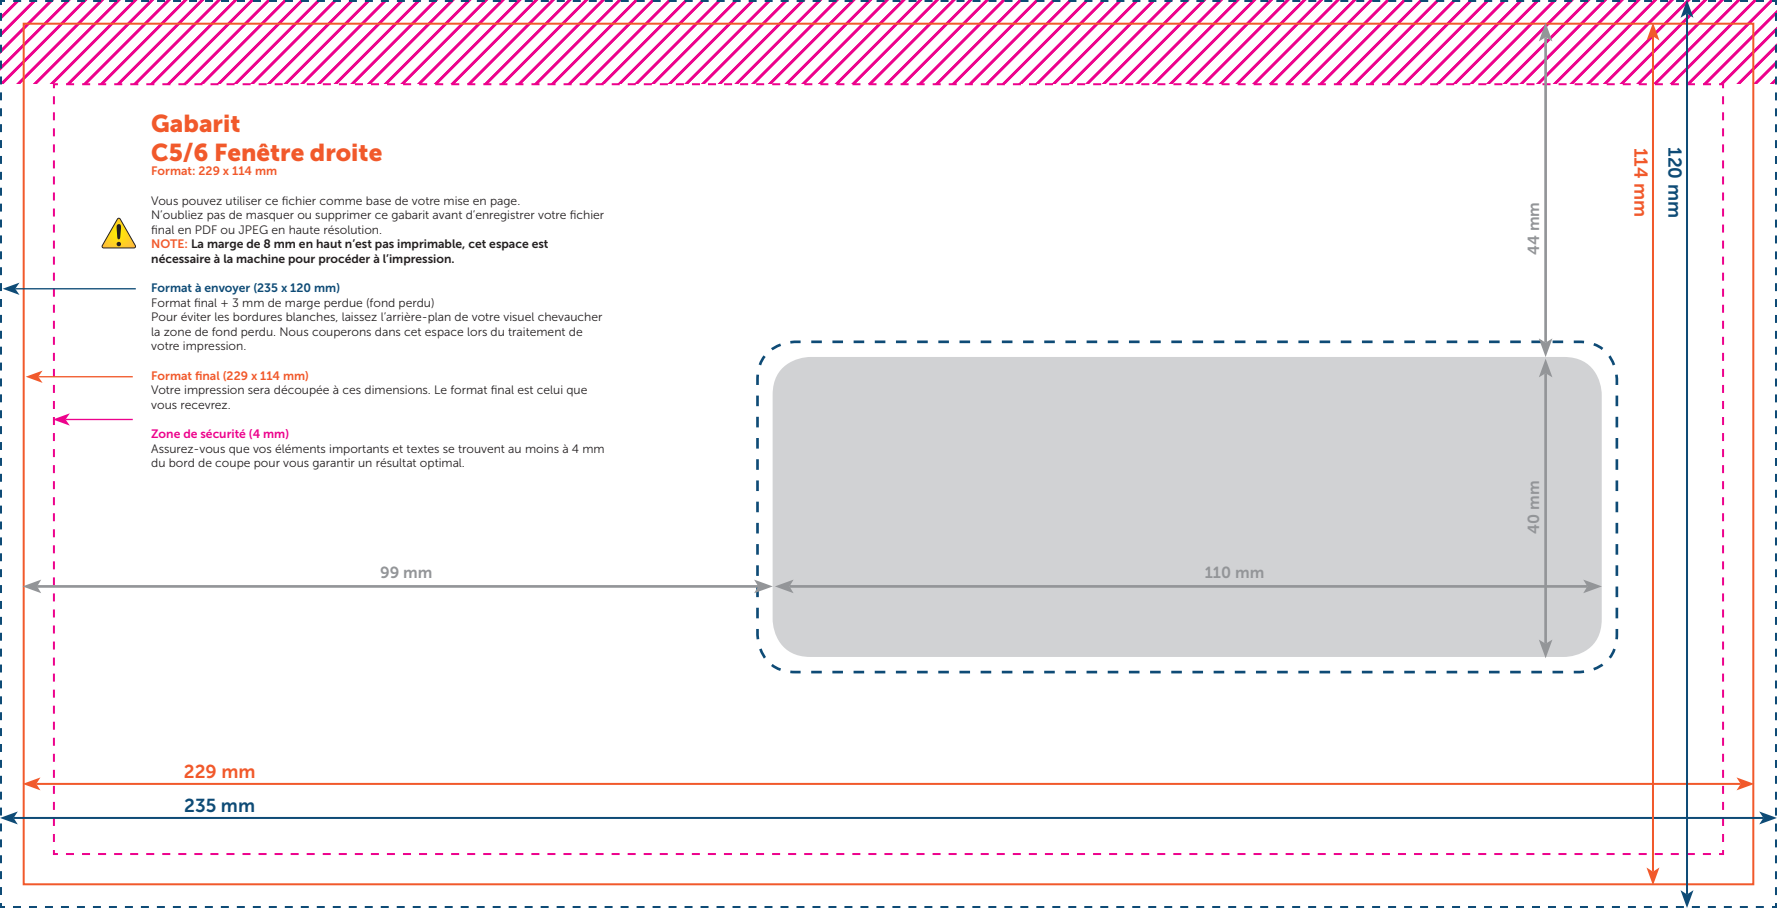 Gabarit
C5/6 Fenêtre droite
Format: 229 x 114 mm
Vous pouvez utiliser ce fichier comme base de votre mise en page.
N’oubliez pas de masquer ou supprimer ce gabarit avant d’enregistrer votre fichier
final en PDF ou JPEG en haute résolution.
NOTE: La marge de 8 mm en haut n’est pas imprimable, cet espace est
nécessaire à la machine pour procéder à l’impression.
Format à envoyer (235 x 120 mm)
Format final + 3 mm de marge perdue (fond perdu)
Pour éviter les bordures blanches, laissez l’arrière-plan de votre visuel chevaucher
la zone de fond perdu. Nous couperons dans cet espace lors du traitement de
votre impression.
Format final (229 x 114 mm)
Votre impression sera découpée à ces dimensions. Le format final est celui que
vous recevrez.
Zone de sécurité (4 mm)
Assurez-vous que vos éléments importants et textes se trouvent au moins à 4 mm
du bord de coupe pour vous garantir un résultat optimal.
44 mm
114 mm
120 mm
40 mm
99 mm
110 mm
229 mm
235 mm